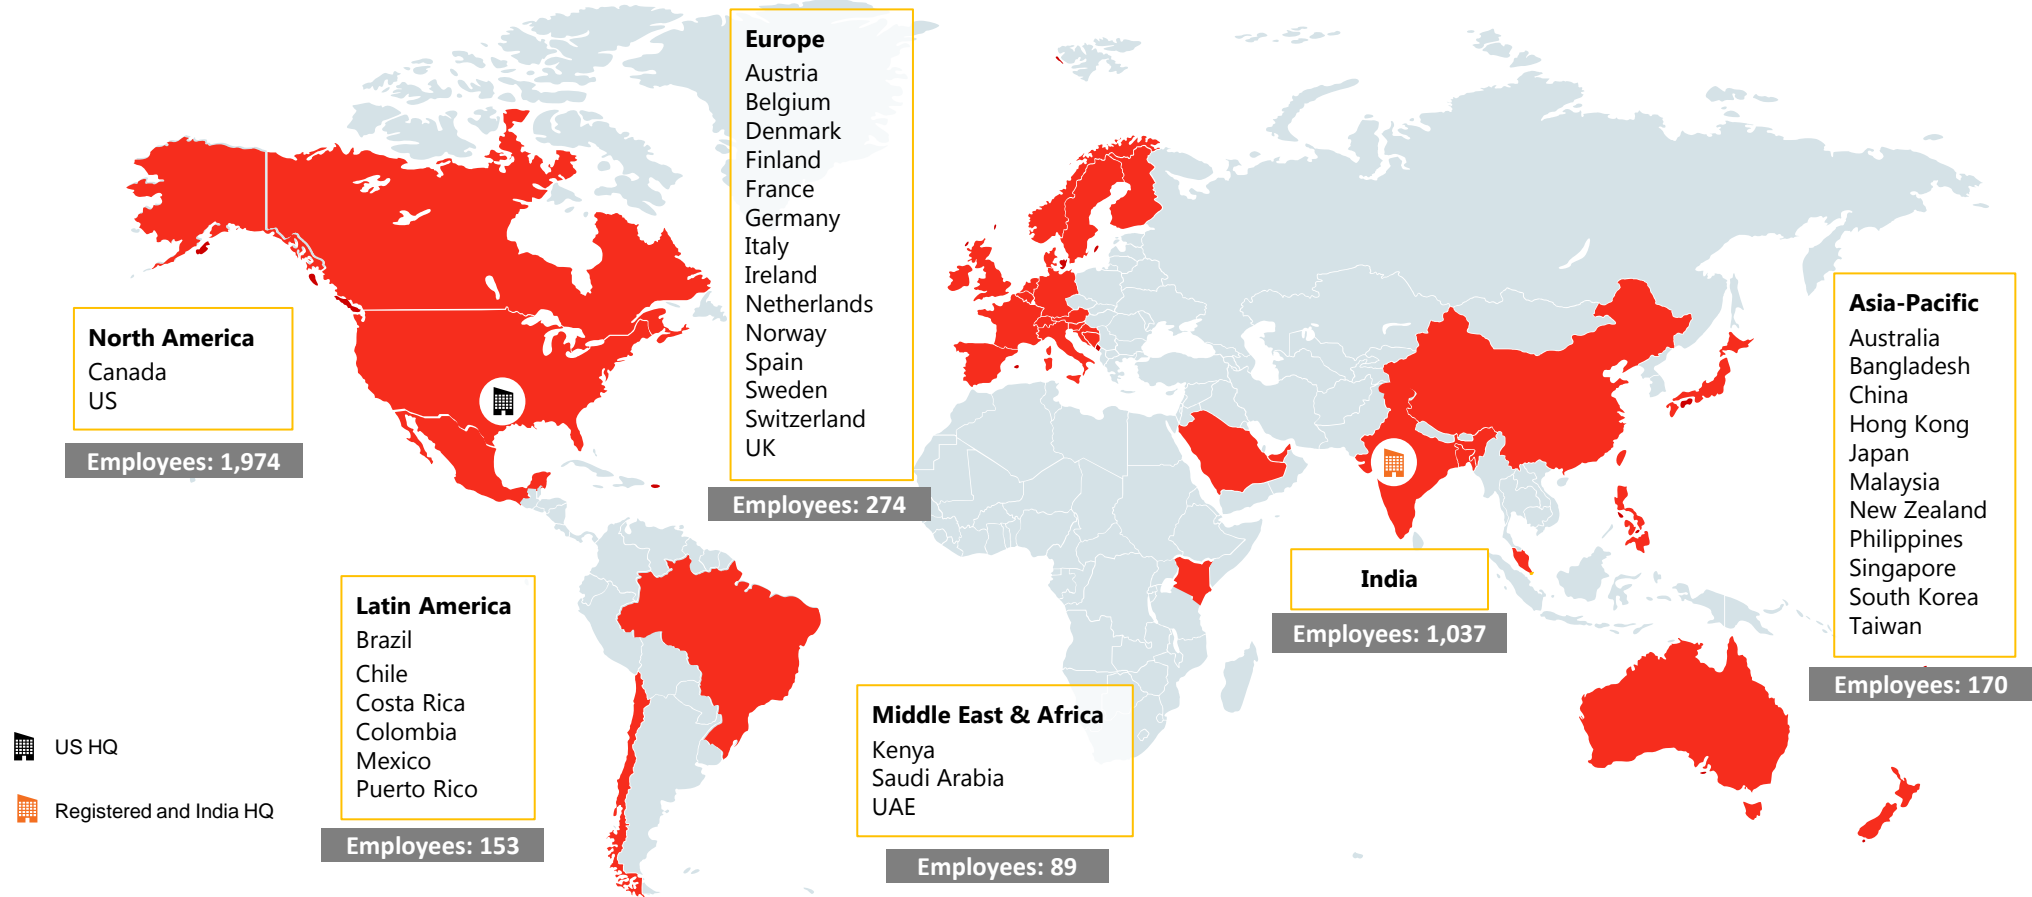 Europe
Austria
Belgium
Denmark
Finland
France
Germany
Italy
Ireland
Netherlands
Norway
Spain
Sweden
Switzerland
UK
Employees: 274
North America
Canada
US
Employees: 1,974
Asia-Pacific
Australia
Bangladesh
China
Hong Kong
Japan
Malaysia
New Zealand
Philippines
Singapore
South Korea
Taiwan
Employees: 170
India
Employees: 1,037
Latin America
Brazil
Chile
Costa Rica
Colombia
Mexico
Puerto Rico
Employees: 153
Middle East & Africa
Kenya
Saudi Arabia
UAE
Employees: 89
US HQ
Registered and India HQ